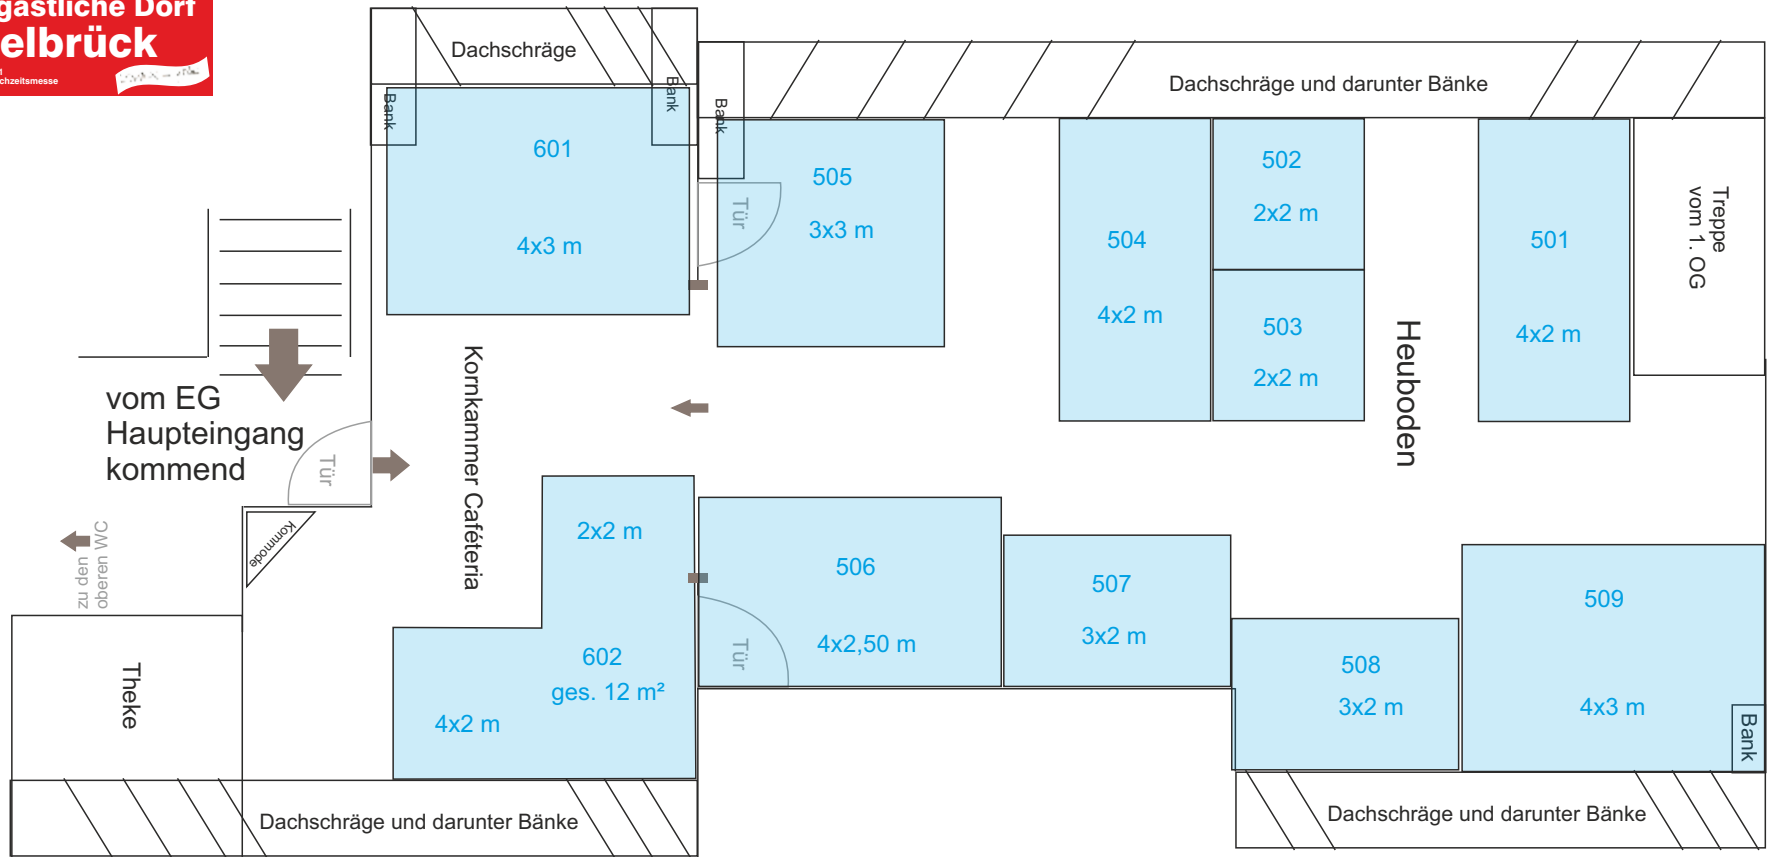 gastliche Dorf
elbrück
chzeitsmesse
Dachschräge
Bank
Bank
Bank
Dachschräge und darunter Bänke
601
4x3 m
505
3x3 m
Tür
504
4x2 m
502
2x2 m
503
2x2 m
Heuboden
501
4x2 m
Treppe
vom 1. OG
vom EG
Haupteingang
kommend
Tür
Kornkammer Caféteria
Kommode
zu den
oberen WC
Theke
2x2 m
602
ges. 12 m²
4x2 m
506
4x2,50 m
Tür
507
3x2 m
508
3x2 m
509
4x3 m
Bank
Dachschräge und darunter Bänke
Dachschräge und darunter Bänke